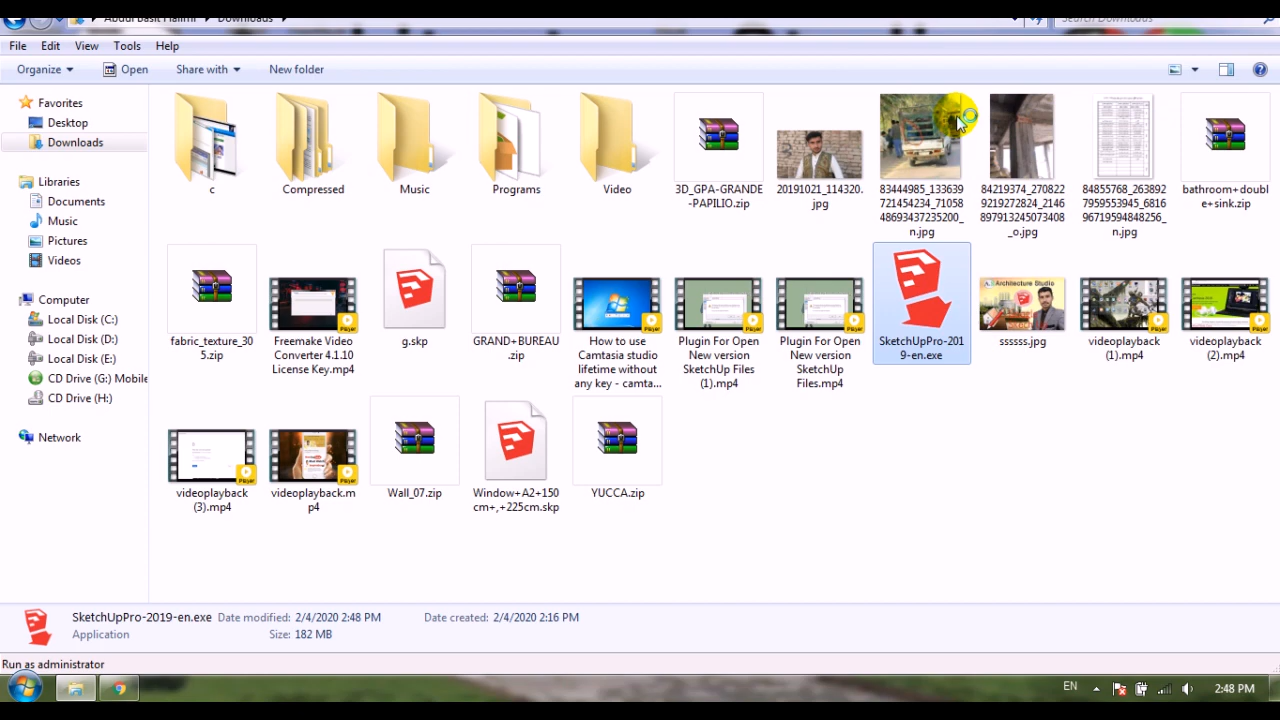 Abdul Basit Halimi
Downloads
Search Downloads
File Edit View Tools Help
Organize Open Share with New folder
Favorites
Desktop
Downloads
Libraries
Documents
Music
Pictures
Videos
Computer
Local Disk (C:)
Local Disk (D:)
Local Disk (E:)
CD Drive (G:) Mobile
CD Drive (H:)
Network
c
Compressed
Music
Programs
Video
3D_GPA-GRANDE
-PAPILIO.zip
20191021_114320.
jpg
83444985_133639
721454234_71058
48693437235200_
n.jpg
84219374_270822
9219272824_2146
897913245073408
_o.jpg
84855768_263892
7959553945_6816
96719594848256_
n.jpg
bathroom+doubl
e+sink.zip
fabric_texture_30
5.zip
Freemake Video
Converter 4.1.10
License Key.mp4
g.skp
GRAND+BUREAU
.zip
How to use
Camtasia studio
lifetime without
any key - camta...
Plugin For Open
New version
SketchUp Files
(1).mp4
Plugin For Open
New version
SketchUp
Files.mp4
SketchUpPro-201
9-en.exe
Architecture Studio
ssssss.jpg
videoplayback
(1).mp4
videoplayback
(2).mp4
videoplayback
(3).mp4
videoplayback.m
p4
Wall_07.zip
Window+A2+150
cm+,+225cm.skp
YUCCA.zip
SketchUpPro-2019-en.exe Date modified: 2/4/2020 2:48 PM Date created: 2/4/2020 2:16 PM
Application Size: 182 MB
Run as administrator
EN 2:48 PM